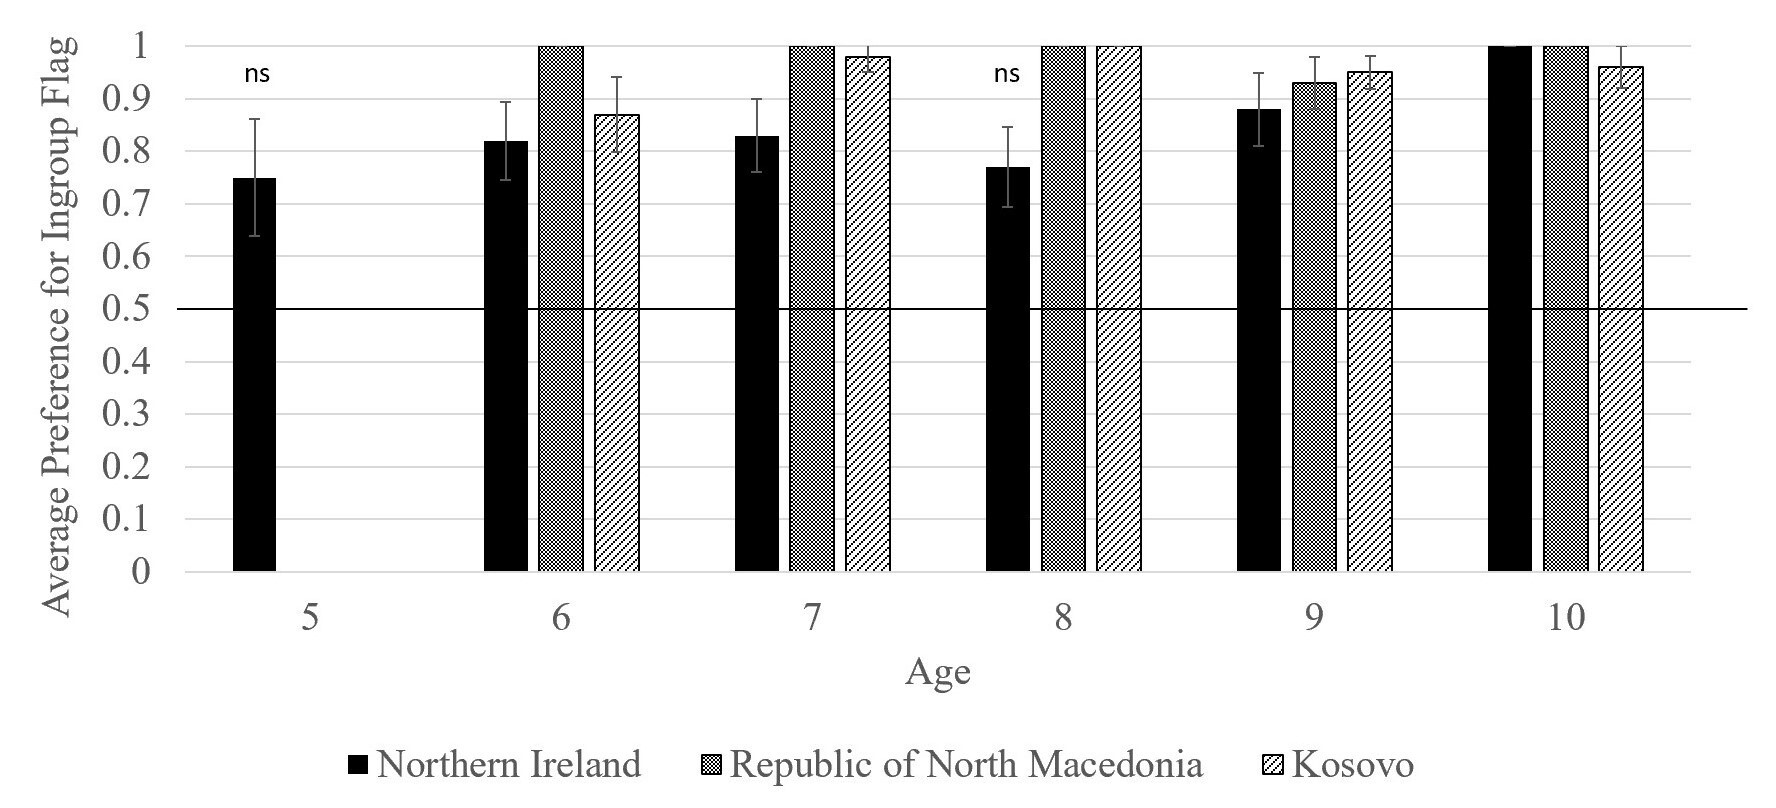 Average Preference for Ingroup Flag
1
0.9
0.8
0.7
0.6
0.5
0.4
0.3
0.2
0.1
0
ns
ns
5 6 7 8 9 10
Age
Northern Ireland Republic of North Macedonia Kosovo